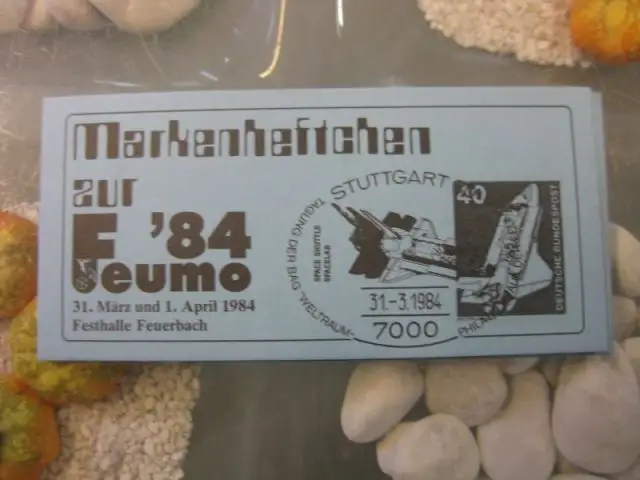 Markenheftchen
zur
Feumo '84
31. März und 1. April 1984
Festhalle Feuerbach
STUTTGART
TAGUNG DER BAG "WELTRAUM-
SPACE SHUTTLE
SPACELAB
31.-3.1984
7000
40
DEUTSCHE BUNDESPOST